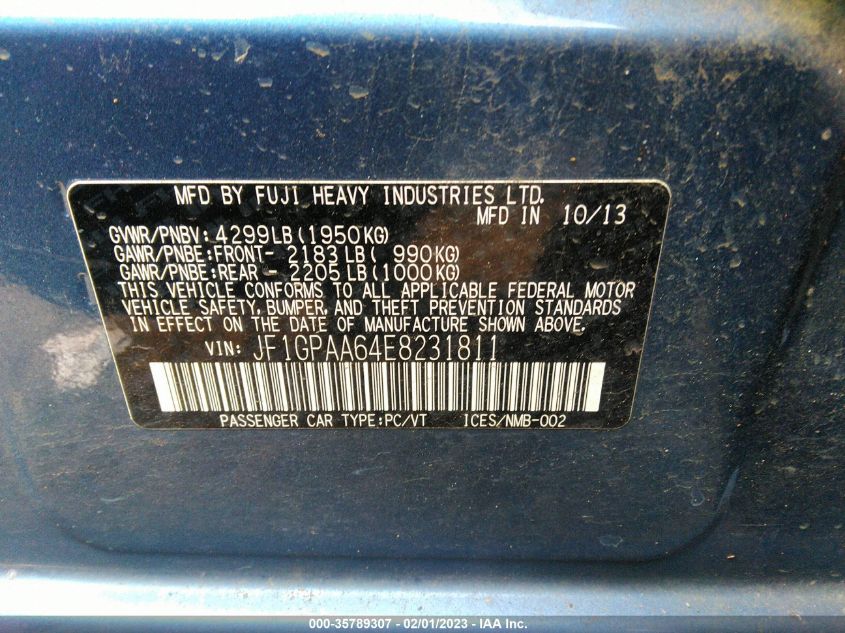 MFD BY FUJI HEAVY INDUSTRIES LTD.
MFD IN 10/13
GVWR/PNBV: 4299LB(1950KG)
GAWR/PNBE:FRONT- 2183LB( 990KG)
GAWR/PNBE:REAR - 2205LB(1000KG)
THIS VEHICLE CONFORMS TO ALL APPLICABLE FEDERAL MOTOR
VEHICLE SAFETY, BUMPER, AND THEFT PREVENTION STANDARDS
IN EFFECT ON THE DATE OF MANUFACTURE SHOWN ABOVE.
VIN: JF1GPAA64E8231811
PASSENGER CAR TYPE:PC/VT ICES/NMB-002
000-35789307 - 02/01/2023 - IAA Inc.